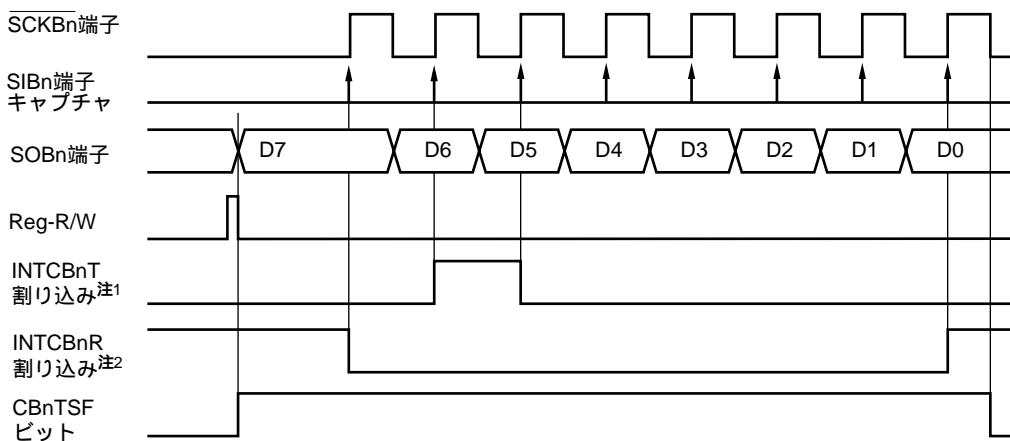 SCKBn端子
SIBn端子
キャプチャ
SOBn端子
D7 D6 D5 D4 D3 D2 D1 D0
Reg-R/W
INTCBnT
割り込み注1
INTCBnR
割り込み注2
CBnTSF
ビット